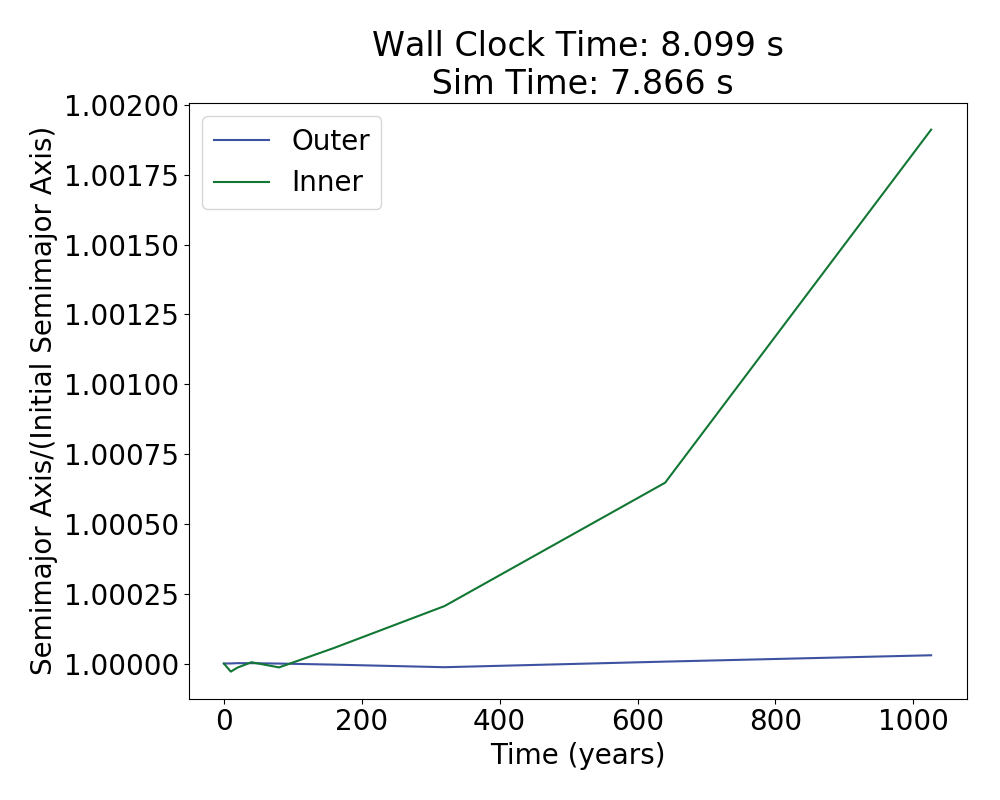 Wall Clock Time: 8.099 s
Sim Time: 7.866 s
Semimajor Axis/(Initial Semimajor Axis)
1.00200
1.00175
1.00150
1.00125
1.00100
1.00075
1.00050
1.00025
1.00000
Outer
Inner
0 200 400 600 800 1000
Time (years)